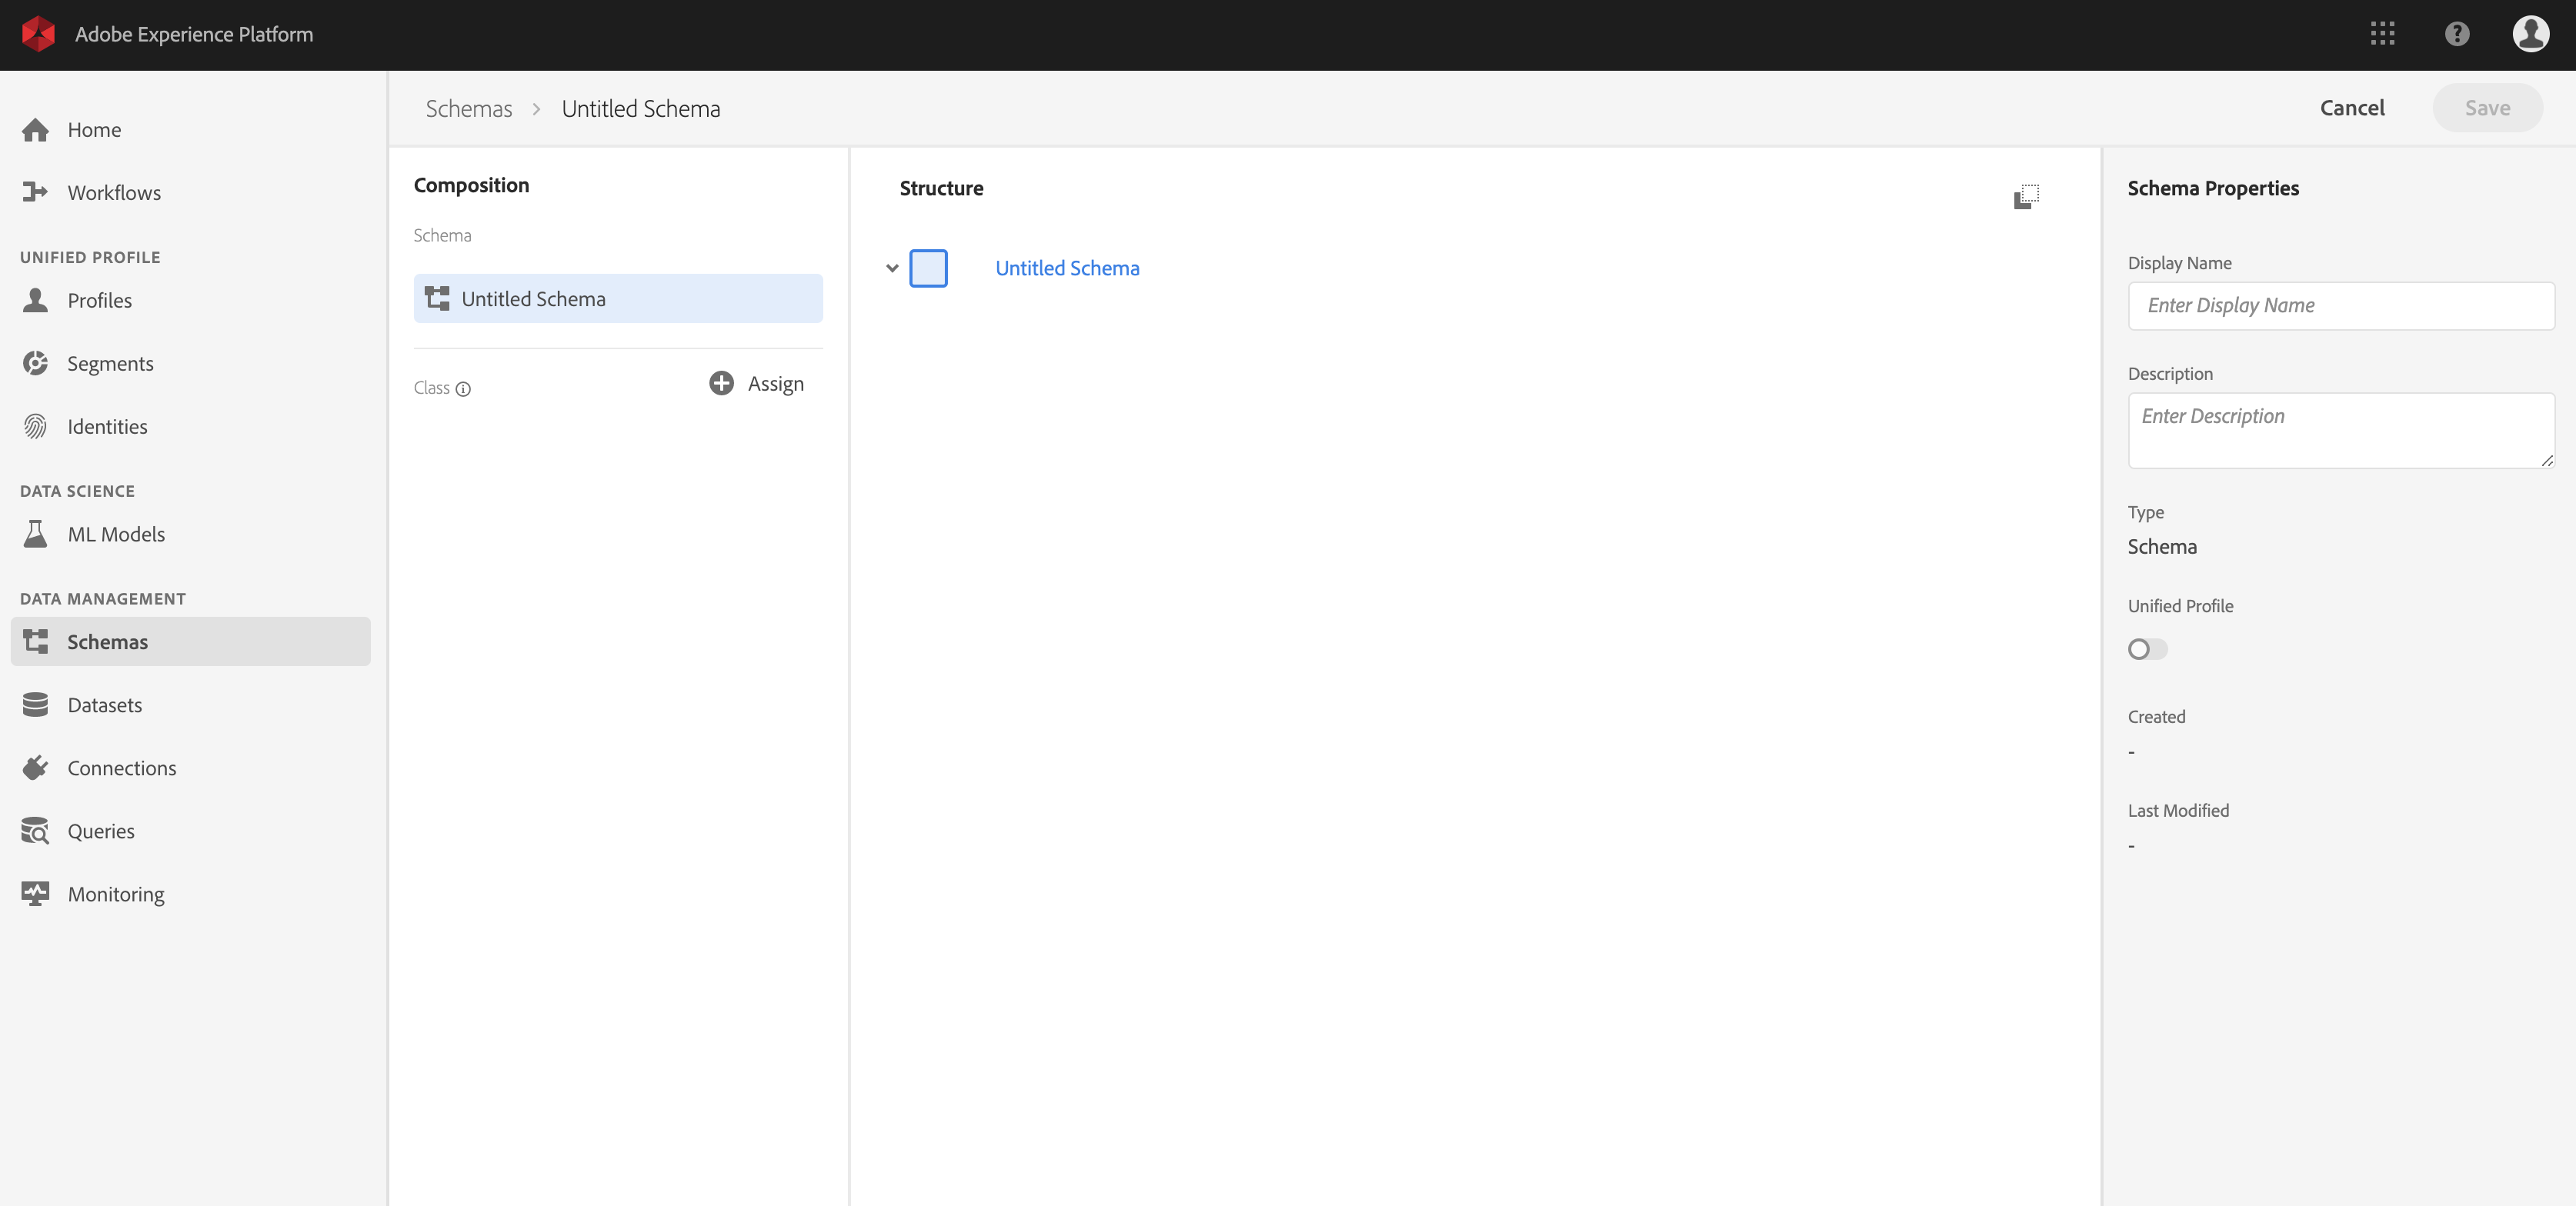 Adobe Experience Platform
Home
Workflows
UNIFIED PROFILE
Profiles
Segments
Identities
DATA SCIENCE
ML Models
DATA MANAGEMENT
Schemas
Datasets
Connections
Queries
Monitoring
Schemas > Untitled Schema
Cancel
Save
Composition
Schema
Untitled Schema
Class
Assign
Structure
Untitled Schema
Schema Properties
Display Name
Enter Display Name
Description
Enter Description
Type
Schema
Unified Profile
Created
-
Last Modified
-